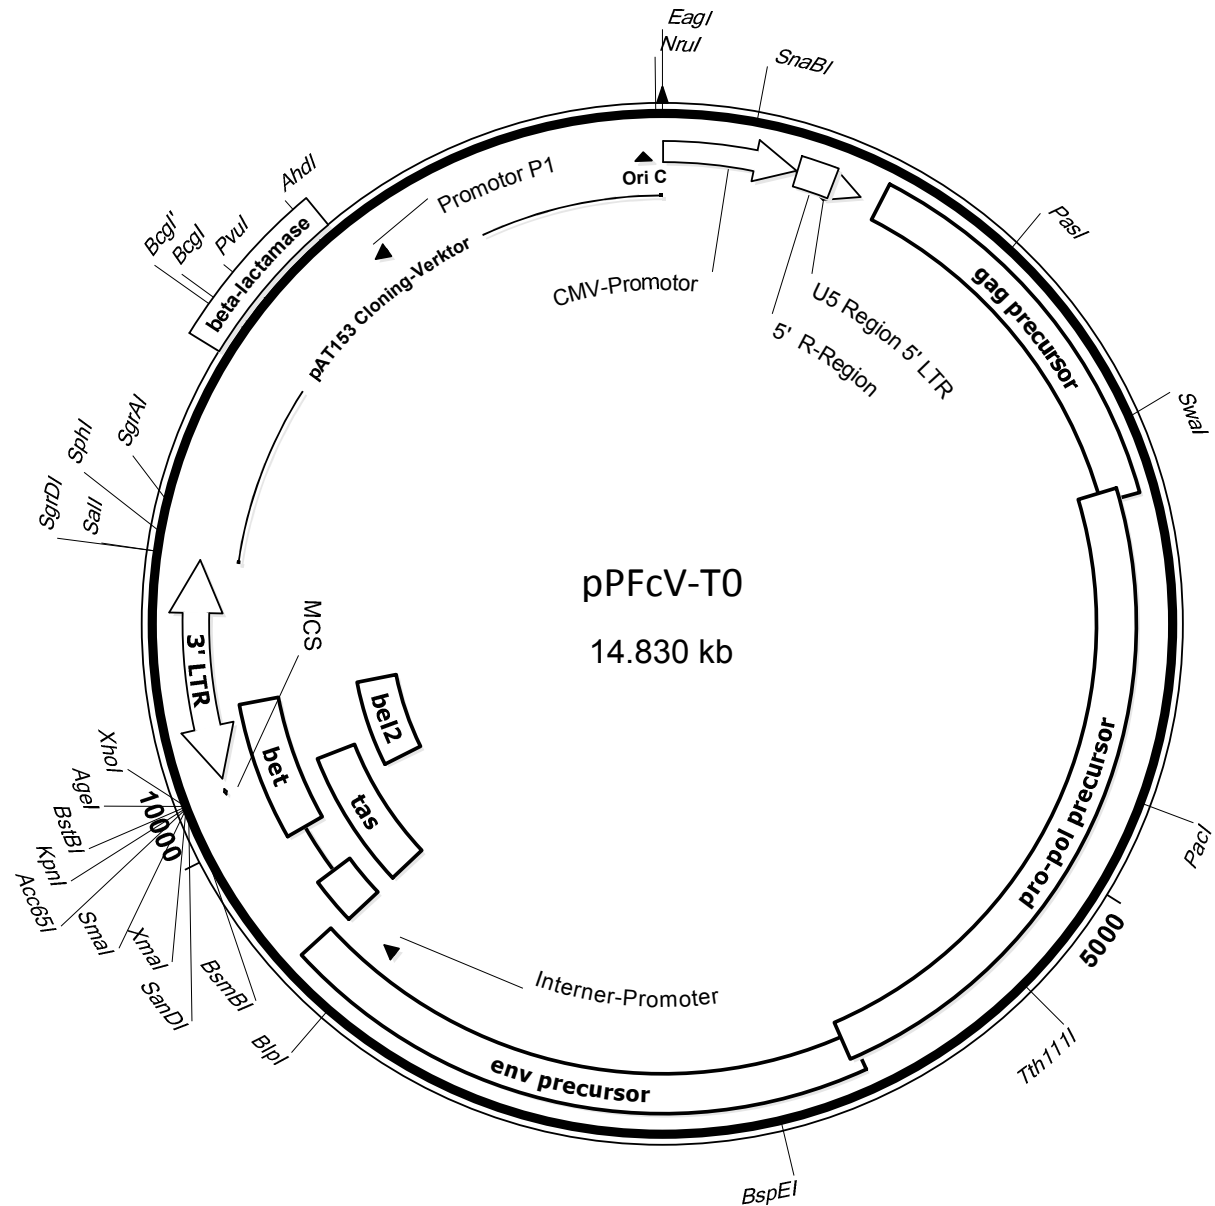 EagI
NruI
SnaBI
PasI
SwaI
PacI
5000
Tth111I
BspEI
BlpI
BsmBI
SanDI
XmaI
SmaI
Acc65I
KpnI
BstBI
AgeI
XhoI
10000
SgrDI
SalI
SphI
SgrAI
BcgI'
BcgI
PvuI
AhdI
beta-lactamase
Promotor P1
Ori C
pAT153 Cloning-Verktor
CMV-Promotor
U5 Region 5' LTR
5' R-Region
gag precursor
pro-pol precursor
env precursor
Interner-Promoter
pPFcV-T0
14.830 kb
MCS
3' LTR
bet
tas
bel2